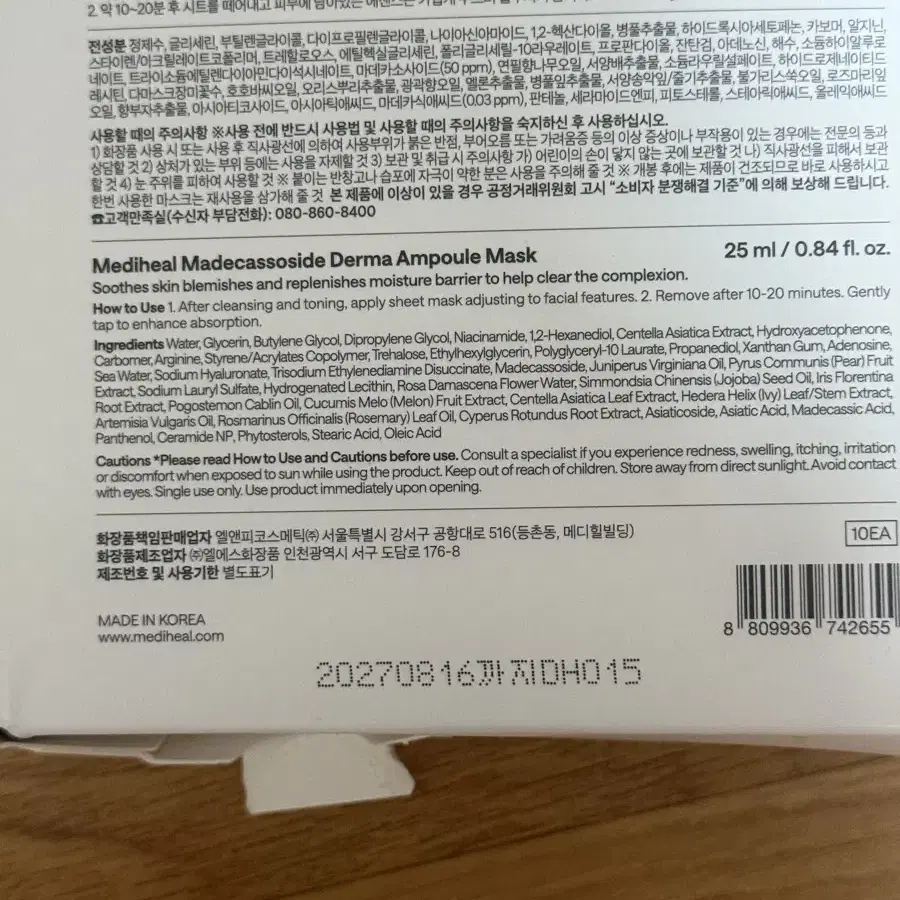 2. 약 10~20분 후 시트를 떼어내고 피부에 남아있는
전성분 정제수, 글리세린, 부틸렌글라이콜, 다이프로필렌글라이콜, 나이아신아마이드, 1,2-헥산다이올, 병풀추출물, 하이드록시아세토페논, 카보머, 알지닌,
스타이렌/아크릴레이트코폴리머, 트레할로오스, 에틸헥실글리세린, 폴리글리세릴-10라우레이트, 프로판다이올, 잔탄검, 아데노신, 해수, 소듐하이알루로
네이트, 트라이소듐에틸렌다이아민다이석시네이트, 마데카소사이드(50 ppm), 연필향나무오일, 서양배추출물, 소듐라우릴설페이트, 하이드로제네이티드
레시틴, 다마스크장미꽃수, 호호바씨오일, 오리스뿌리추출물, 광곽향오일, 멜론추출물, 병풀잎추출물, 서양송악잎/줄기추출물, 불가리스쑥오일, 로즈마리잎
오일, 향부자추출물, 아시아티코사이드, 아시아틱애씨드, 마데카식애씨드(0.03 ppm), 판테놀, 세라마이드엔피, 피토스테롤, 스테아릭애씨드, 올레익애씨드
사용할 때의 주의사항 ※사용 전에 반드시 사용법 및 사용할 때의 주의사항을 숙지하신 후 사용하십시오.
1) 화장품 사용 시 또는 사용 후 직사광선에 의하여 사용부위가 붉은 반점, 부어오름 또는 가려움증 등의 이상 증상이나 부작용이 있는 경우에는 전문의 등과
상담할 것 2) 상처가 있는 부위 등에는 사용을 자제할 것 3) 보관 및 취급 시 주의사항 가) 어린이의 손이 닿지 않는 곳에 보관할 것 나) 직사광선을 피해서 보관
할 것 4) 눈 주위를 피하여 사용할 것 ※ 붙이는 반창고나 습포에 자극이 약한 분은 사용을 주의해 줄 것 ※ 개봉 후에는 제품이 건조되므로 바로 사용하시고
한번 사용한 마스크는 재사용을 삼가해 줄 것 본 제품에 이상이 있을 경우 공정거래위원회 고시 "소비자 분쟁해결 기준"에 의해 보상해 드립니다.
☎고객만족실(수신자 부담전화): 080-860-8400
Mediheal Madecassoside Derma Ampoule Mask 25 ml / 0.84 fl. oz.
Soothes skin blemishes and replenishes moisture barrier to help clear the complexion.
How to Use 1. After cleansing and toning, apply sheet mask adjusting to facial features. 2. Remove after 10-20 minutes. Gently
tap to enhance absorption.
Ingredients Water, Glycerin, Butylene Glycol, Dipropylene Glycol, Niacinamide, 1,2-Hexanediol, Centella Asiatica Extract, Hydroxyacetophenone,
Carbomer, Arginine, Styrene/Acrylates Copolymer, Trehalose, Ethylhexylglycerin, Polyglyceryl-10 Laurate, Propanediol, Xanthan Gum, Adenosine,
Sea Water, Sodium Hyaluronate, Trisodium Ethylenediamine Disuccinate, Madecassoside, Juniperus Virginiana Oil, Pyrus Communis (Pear) Fruit
Extract, Sodium Lauryl Sulfate, Hydrogenated Lecithin, Rosa Damascena Flower Water, Simmondsia Chinensis (Jojoba) Seed Oil, Iris Florentina
Root Extract, Pogostemon Cablin Oil, Cucumis Melo (Melon) Fruit Extract, Centella Asiatica Leaf Extract, Hedera Helix (Ivy) Leaf/Stem Extract,
Artemisia Vulgaris Oil, Rosmarinus Officinalis (Rosemary) Leaf Oil, Cyperus Rotundus Root Extract, Asiaticoside, Asiatic Acid, Madecassic Acid,
Panthenol, Ceramide NP, Phytosterols, Stearic Acid, Oleic Acid
Cautions *Please read How to Use and Cautions before use. Consult a specialist if you experience redness, swelling, itching, irritation
or discomfort when exposed to sun while using the product. Keep out of reach of children. Store away from direct sunlight. Avoid contact
with eyes. Single use only. Use product immediately upon opening.
화장품책임판매업자 엘앤피코스메틱㈜ 서울특별시 강서구 공항대로 516(등촌동, 메디힐빌딩)
화장품제조업자 ㈜엘에스화장품 인천광역시 서구 도담로 176-8
제조번호 및 사용기한 별도표기
10EA
MADE IN KOREA
www.mediheal.com
8 809936 742655
20270816까지DH015